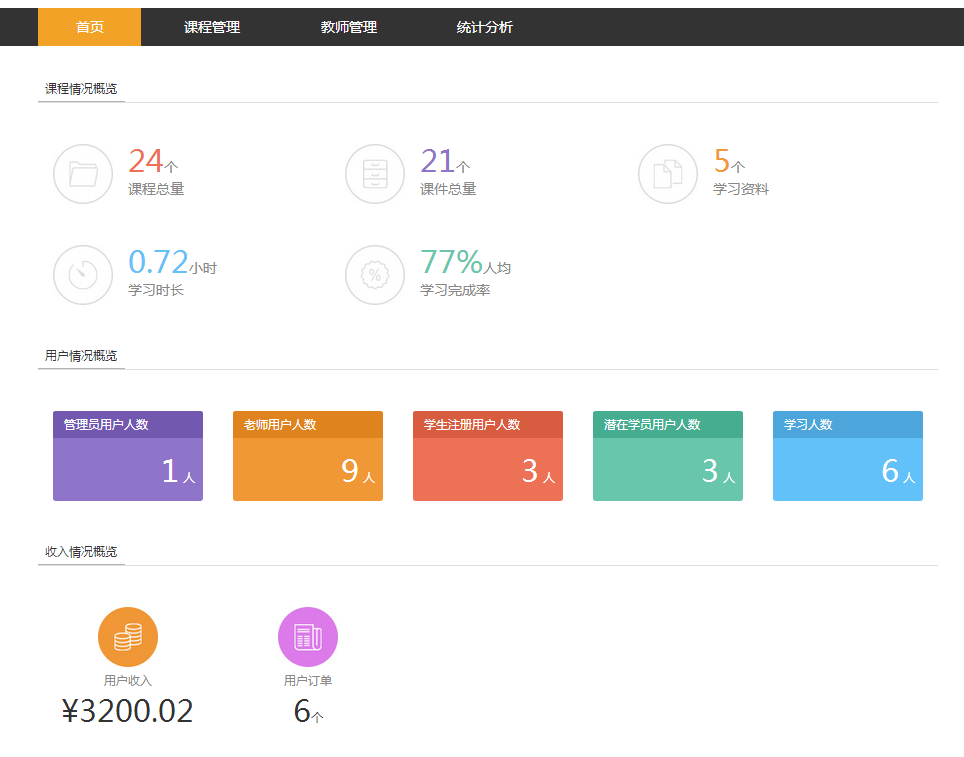 首页 课程管理 教师管理 统计分析
课程情况概览
24个 21个 5个
课程总量 课件总量 学习资料
0.72小时 77%人均
学习时长 学习完成率
%
用户情况概览
管理员用户人数 老师用户人数 学生注册用户人数 潜在学员用户人数 学习人数
1人 9人 3人 3人 6人
收入情况概览
用户收入 用户订单
¥3200.02 6个